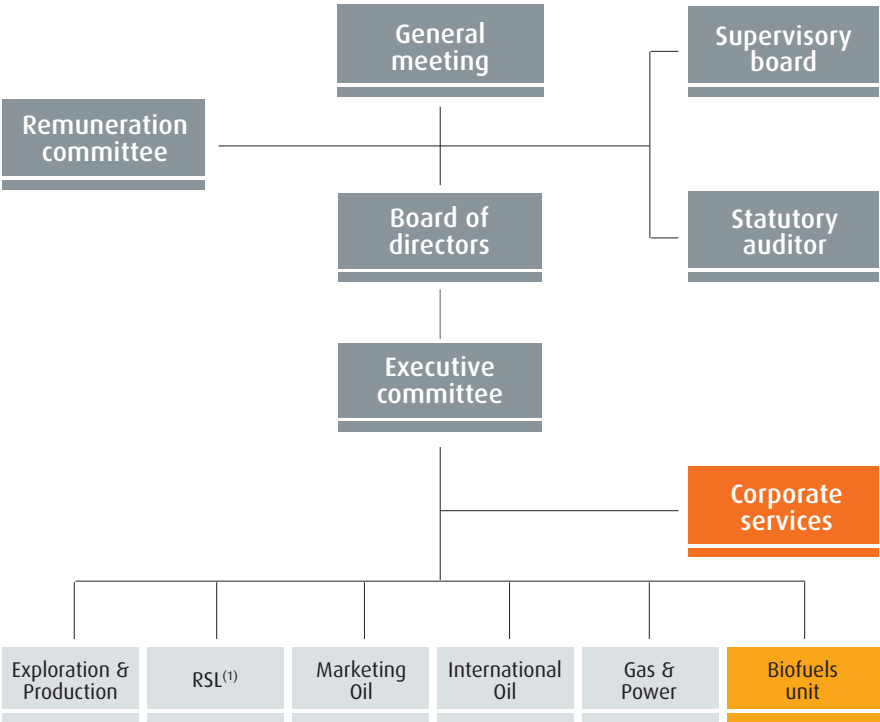 General
meeting
Supervisory
board
Remuneration
committee
Board of
directors
Statutory
auditor
Executive
committee
Corporate
services
Exploration &
Production
RSL(1)
Marketing
Oil
International
Oil
Gas &
Power
Biofuels
unit